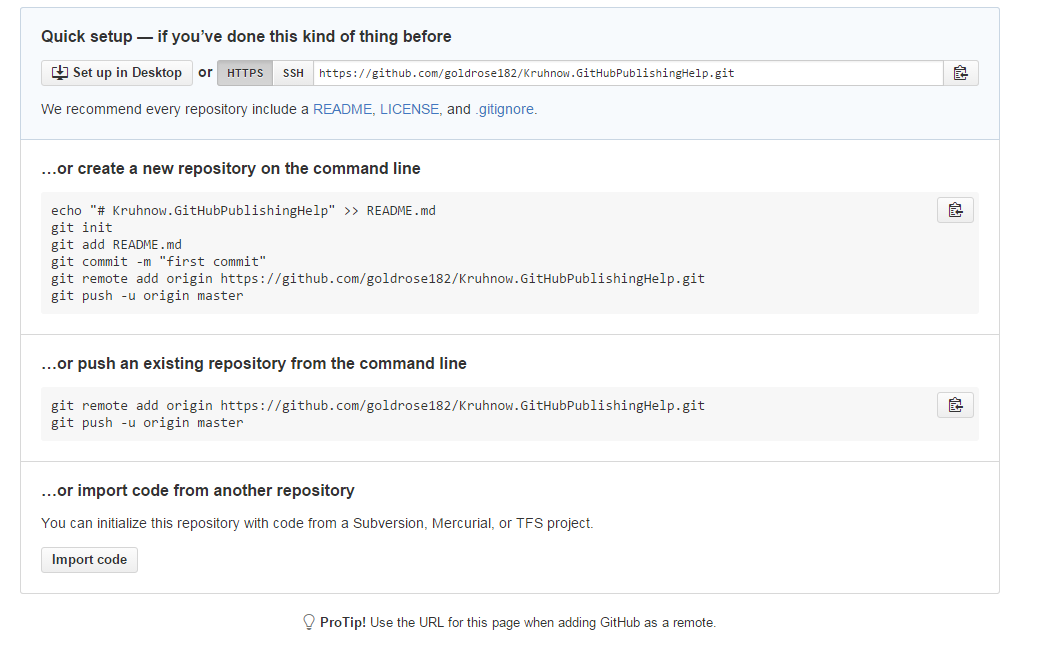 Quick setup — if you’ve done this kind of thing before
Set up in Desktop or HTTPS SSH https://github.com/goldrose182/Kruhnow.GitHubPublishingHelp.git
We recommend every repository include a README, LICENSE, and .gitignore.
…or create a new repository on the command line
echo "# Kruhnow.GitHubPublishingHelp" >> README.md
git init
git add README.md
git commit -m "first commit"
git remote add origin https://github.com/goldrose182/Kruhnow.GitHubPublishingHelp.git
git push -u origin master
…or push an existing repository from the command line
git remote add origin https://github.com/goldrose182/Kruhnow.GitHubPublishingHelp.git
git push -u origin master
…or import code from another repository
You can initialize this repository with code from a Subversion, Mercurial, or TFS project.
Import code
ProTip! Use the URL for this page when adding GitHub as a remote.